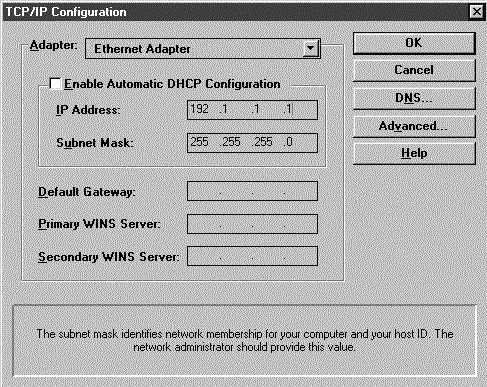 TCP/IP Configuration
Adapter: Ethernet Adapter
OK
Cancel
DNS...
Advanced...
Help
Enable Automatic DHCP Configuration
IP Address: 192 .1 .1 .1
Subnet Mask: 255 .255 .255 .0
Default Gateway: . . .
Primary WINS Server: . . .
Secondary WINS Server: . . .
The subnet mask identifies network membership for your computer and your host ID. The
network administrator should provide this value.